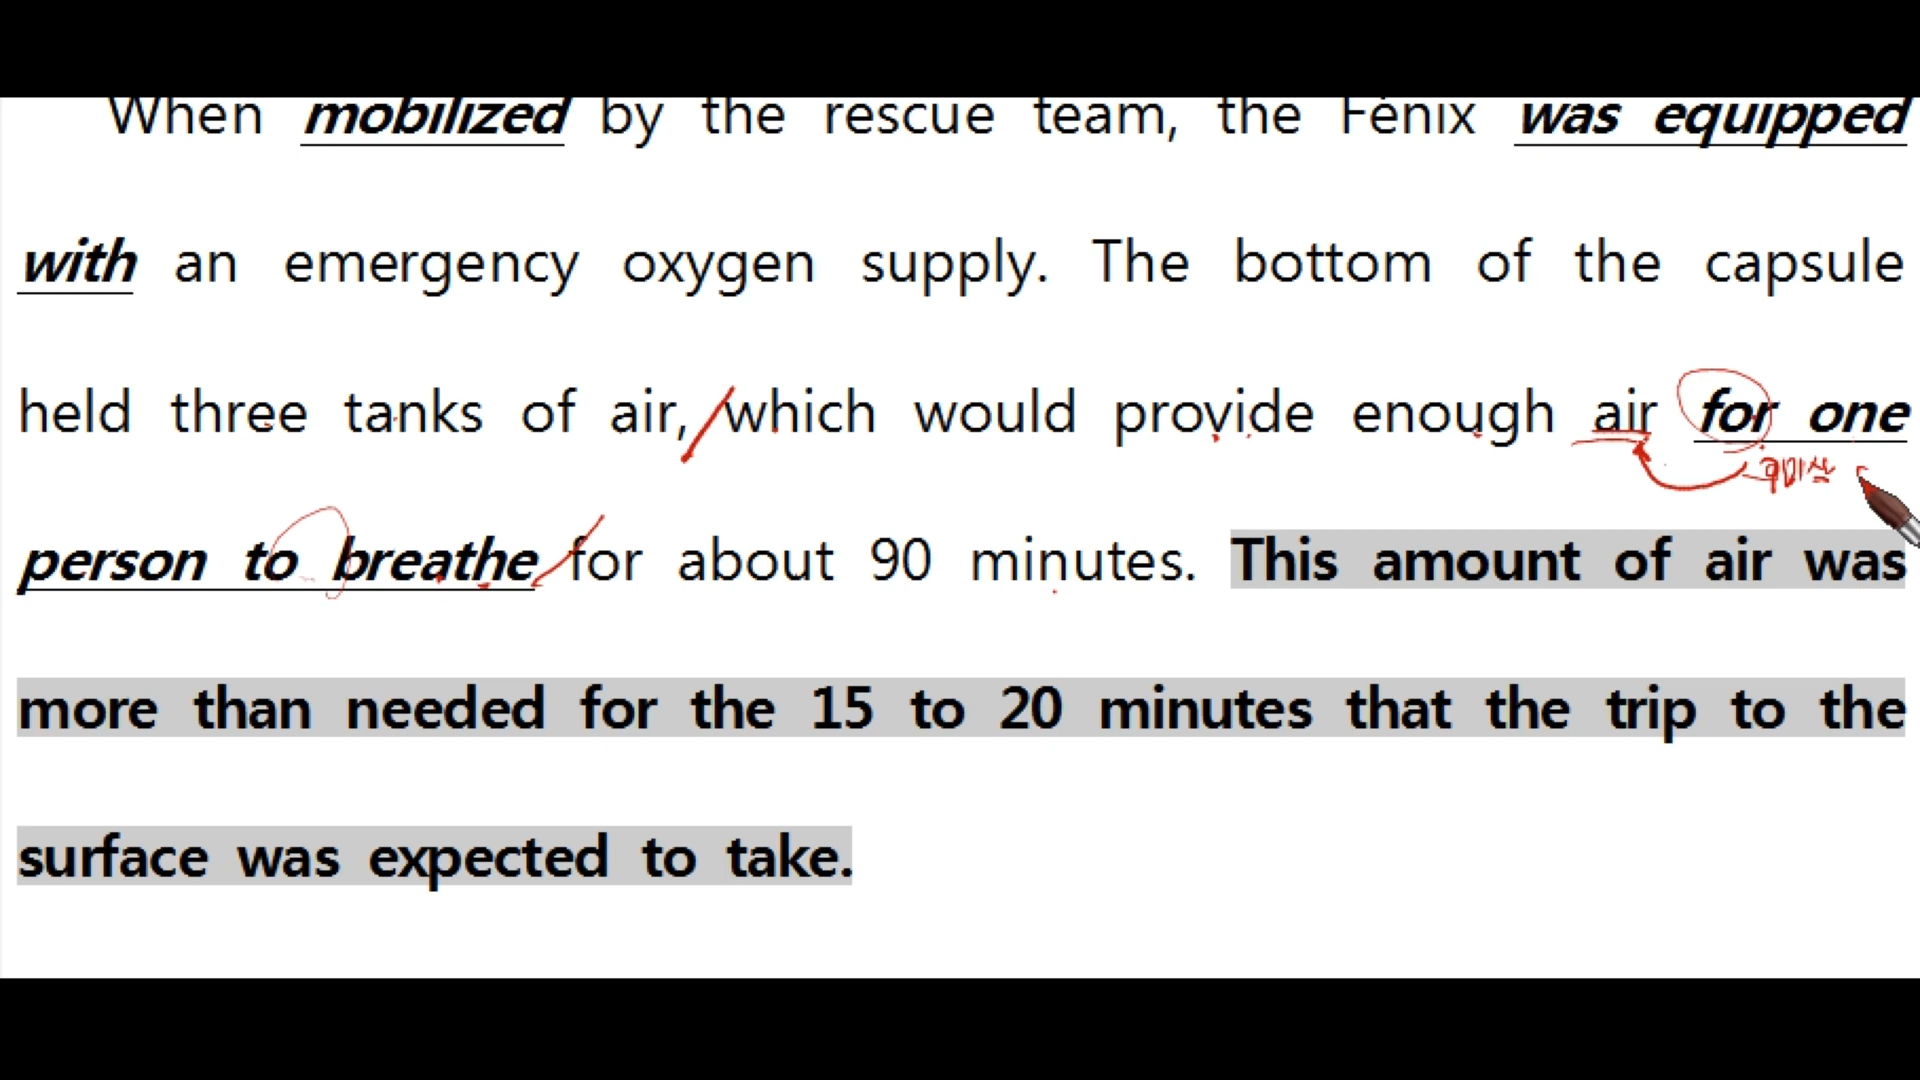 When mobilized by the rescue team, the Fénix was equipped
with an emergency oxygen supply. The bottom of the capsule
held three tanks of air, which would provide enough air for one
person to breathe for about 90 minutes. This amount of air was
more than needed for the 15 to 20 minutes that the trip to the
surface was expected to take.